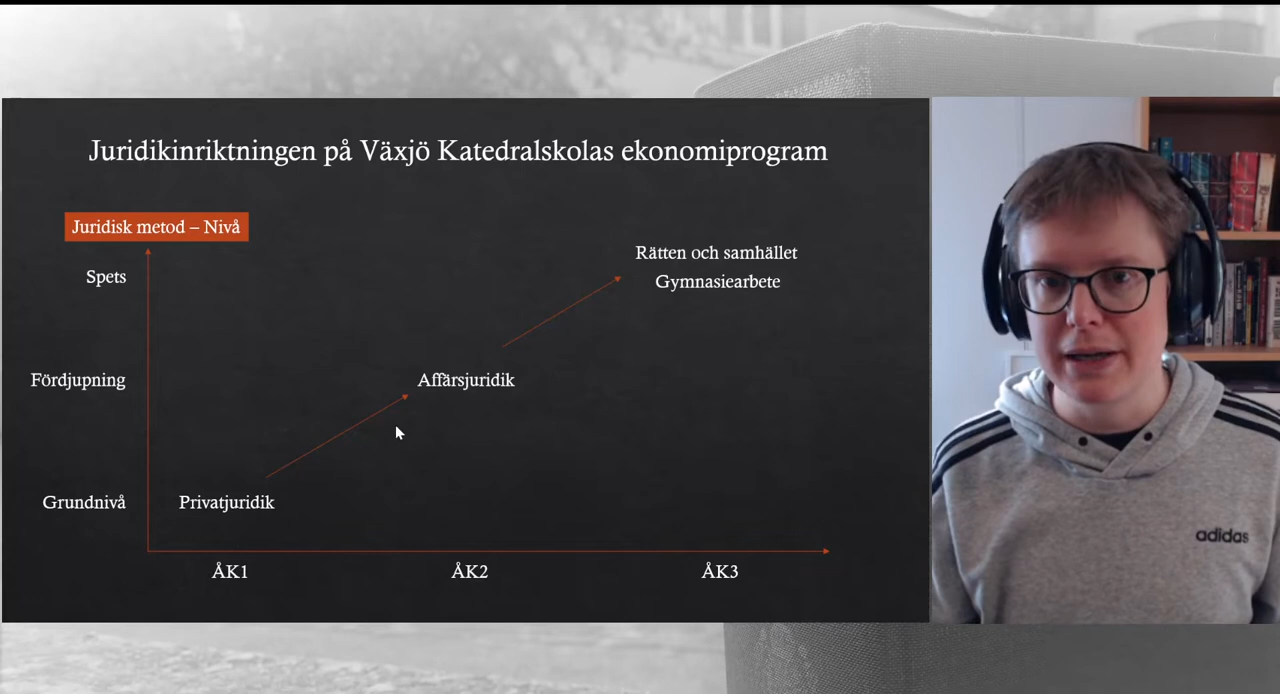 Juridikinriktningen på Växjö Katedralskolas ekonomiprogram
Juridisk metod – Nivå
Spets
Rätten och samhället
Gymnasiearbete
Fördjupning
Affärsjuridik
Grundnivå
Privatjuridik
ÅK1
ÅK2
ÅK3
adidas